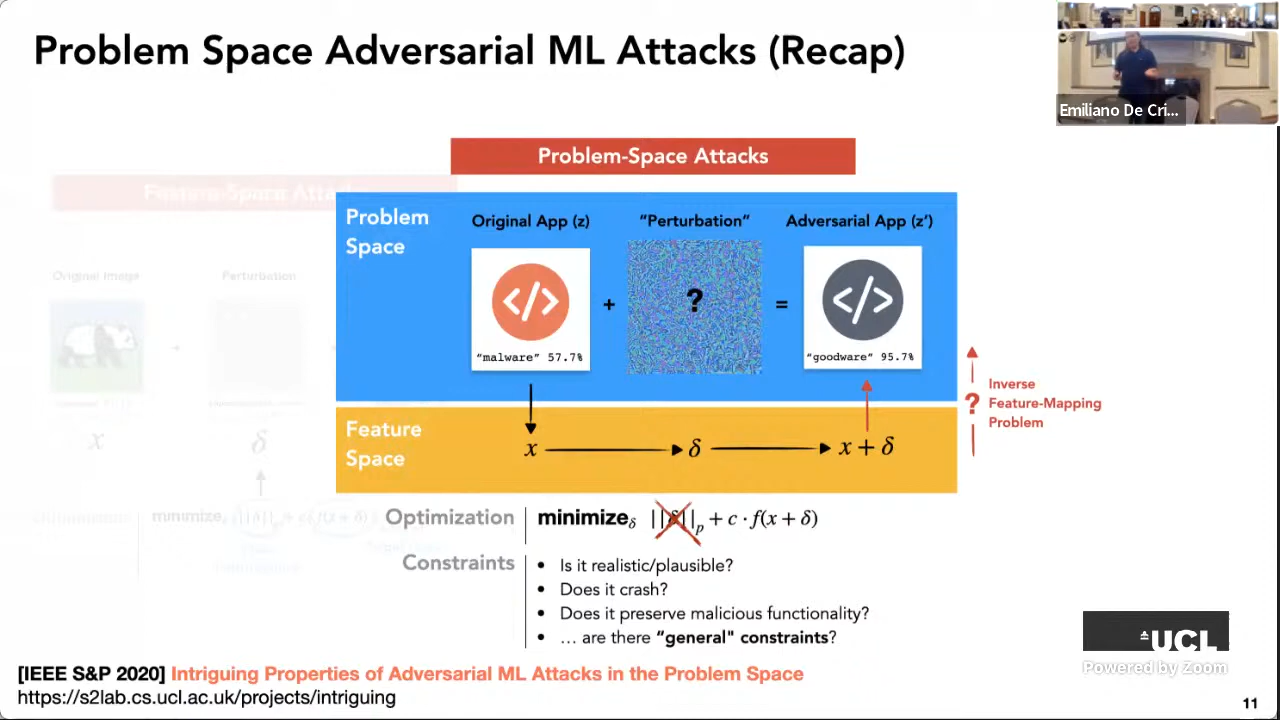 Problem Space Adversarial ML Attacks (Recap)
Emiliano De Cri...
Problem-Space Attacks
Feature-Space
Original Image
Perturbation
x
δ
Problem
Space
Original App (z)
“Perturbation”
Adversarial App (z’)
</>
+
?
=
</>
“malware” 57.7%
“goodware” 95.7%
Feature
Space
x
δ
x + δ
Inverse
? Feature-Mapping
Problem
Optimization
minimizeδ ||δ||p + c · f(x + δ)
Constraints
• Is it realistic/plausible?
• Does it crash?
• Does it preserve malicious functionality?
• … are there “general" constraints?
UCL
Powered by Zoom
[IEEE S&P 2020] Intriguing Properties of Adversarial ML Attacks in the Problem Space
https://s2lab.cs.ucl.ac.uk/projects/intriguing
11